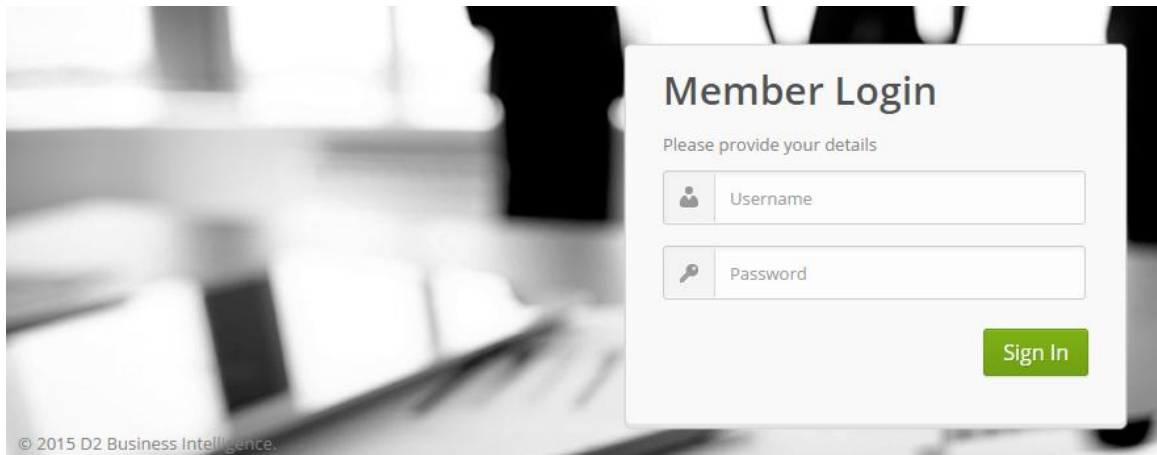 Member Login
Please provide your details
Username
Password
Sign In
© 2015 D2 Business Intelligence.